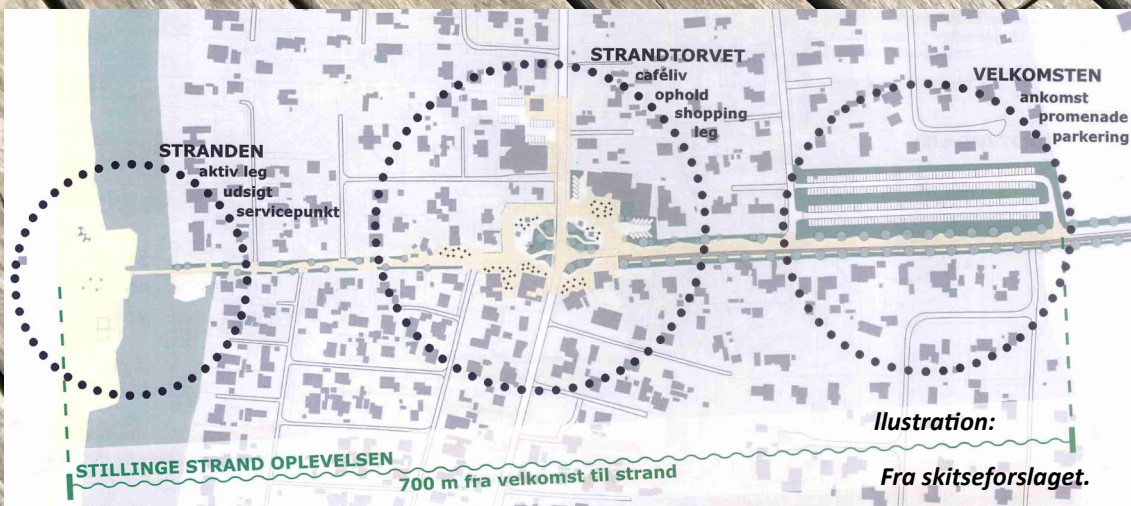 STRANDEN
aktiv leg
udsigt
servicepunkt
STRANDTORVET
caféliv
ophold
shopping
leg
VELKOMSTEN
ankomst
promenade
parkering
STILLINGE STRAND OPLEVELSEN
700 m fra velkomst til strand
llustration:
Fra skitseforslaget.